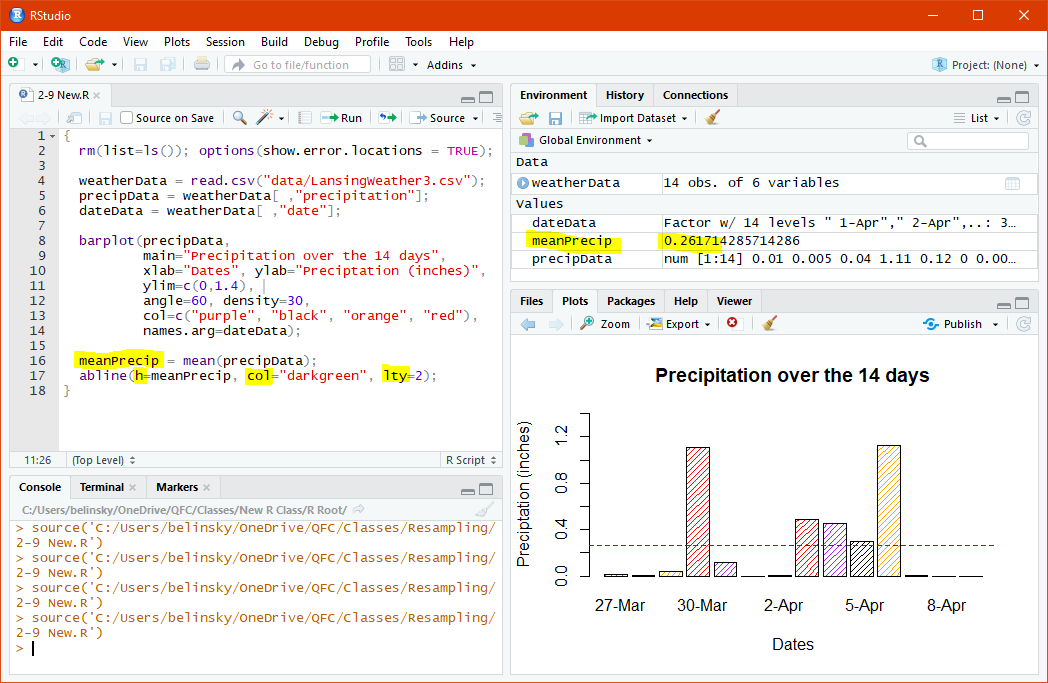 RStudio
File Edit Code View Plots Session Build Debug Profile Tools Help
Go to file/function Addins Project: (None)
2-9 New.R
Source on Save Run Source
1 {
2 rm(list=ls()); options(show.error.locations = TRUE);
3
4 weatherData = read.csv("data/LansingWeather3.csv");
5 precipData = weatherData[ ,"precipitation"];
6 dateData = weatherData[ ,"date"];
7
8 barplot(precipData,
9 main="Precipitation over the 14 days",
10 xlab="Dates", ylab="Preciptation (inches)",
11 ylim=c(0,1.4),
12 angle=60, density=30,
13 col=c("purple", "black", "orange", "red"),
14 names.arg=dateData);
15
16 meanPrecip = mean(precipData);
17 abline(h=meanPrecip, col="darkgreen", lty=2);
18 }
11:26 (Top Level) R Script
Console Terminal Markers
C:/Users/belinsky/OneDrive/QFC/Classes/New R Class/R Root/
> source('C:/Users/belinsky/OneDrive/QFC/Classes/Resampling/
2-9 New.R')
> source('C:/Users/belinsky/OneDrive/QFC/Classes/Resampling/
2-9 New.R')
> source('C:/Users/belinsky/OneDrive/QFC/Classes/Resampling/
2-9 New.R')
> source('C:/Users/belinsky/OneDrive/QFC/Classes/Resampling/
2-9 New.R')
>
Environment History Connections
Import Dataset List
Global Environment
Data
weatherData 14 obs. of 6 variables
Values
dateData Factor w/ 14 levels " 1-Apr"," 2-Apr",..: 3...
meanPrecip 0.261714285714286
precipData num [1:14] 0.01 0.005 0.04 1.11 0.12 0 0.00...
Files Plots Packages Help Viewer
Zoom Export Publish
Precipitation over the 14 days
Preciptation (inches)
1.2
0.8
0.4
0.0
27-Mar 30-Mar 2-Apr 5-Apr 8-Apr
Dates